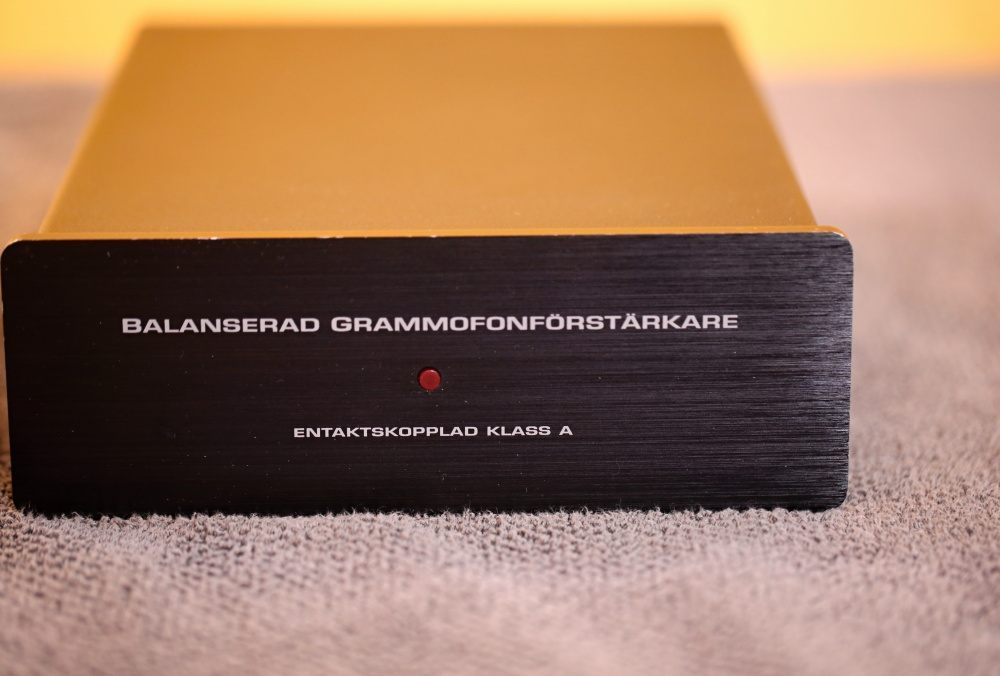 BALANSERAD GRAMMOFONFÖRSTÄRKARE
ENTAKTSKOPPLAD KLASS A